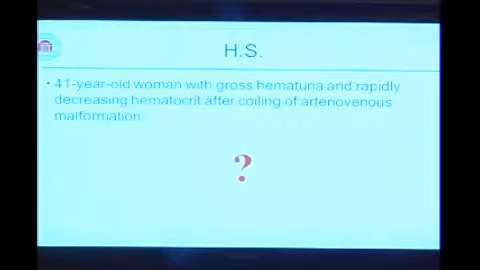 H.S.
• 41-year-old woman with gross hematuria and rapidly
decreasing hematocrit after coiling of arteriovenous
malformation
?